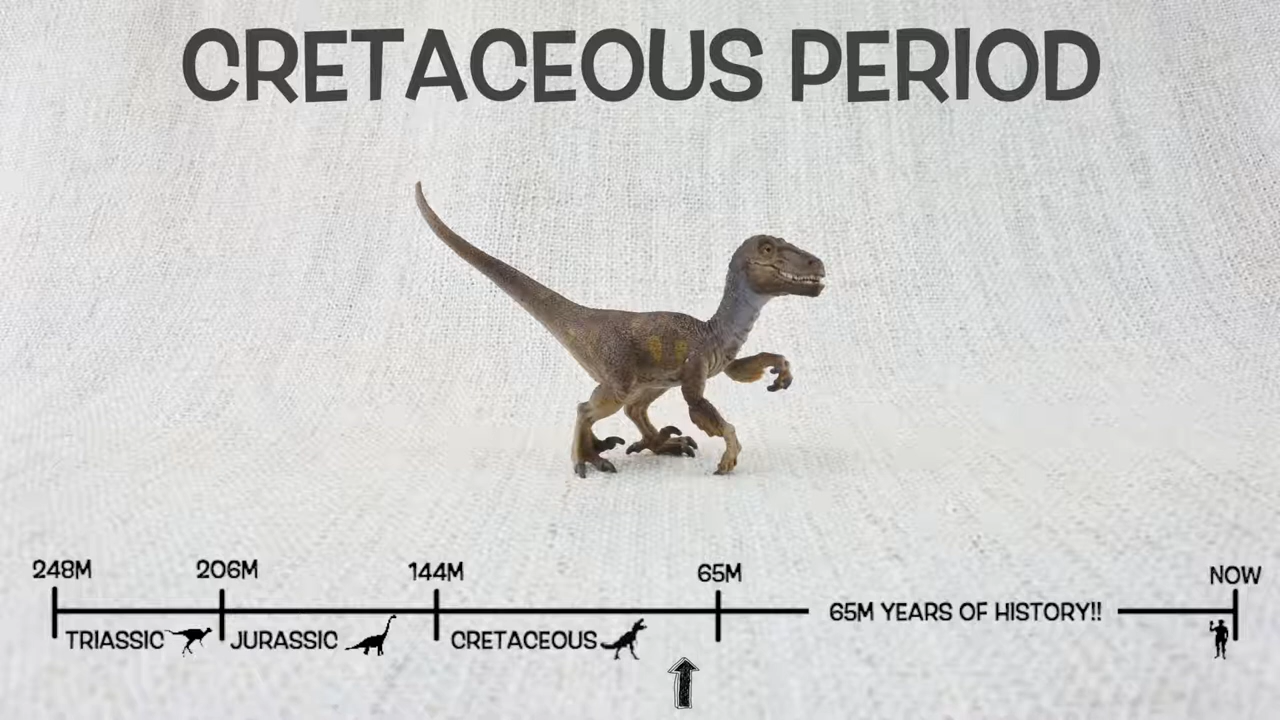 CRETACEOUS PERIOD
248M 206M 144M 65M NOW
65M YEARS OF HISTORY!!
TRIASSIC JURASSIC CRETACEOUS